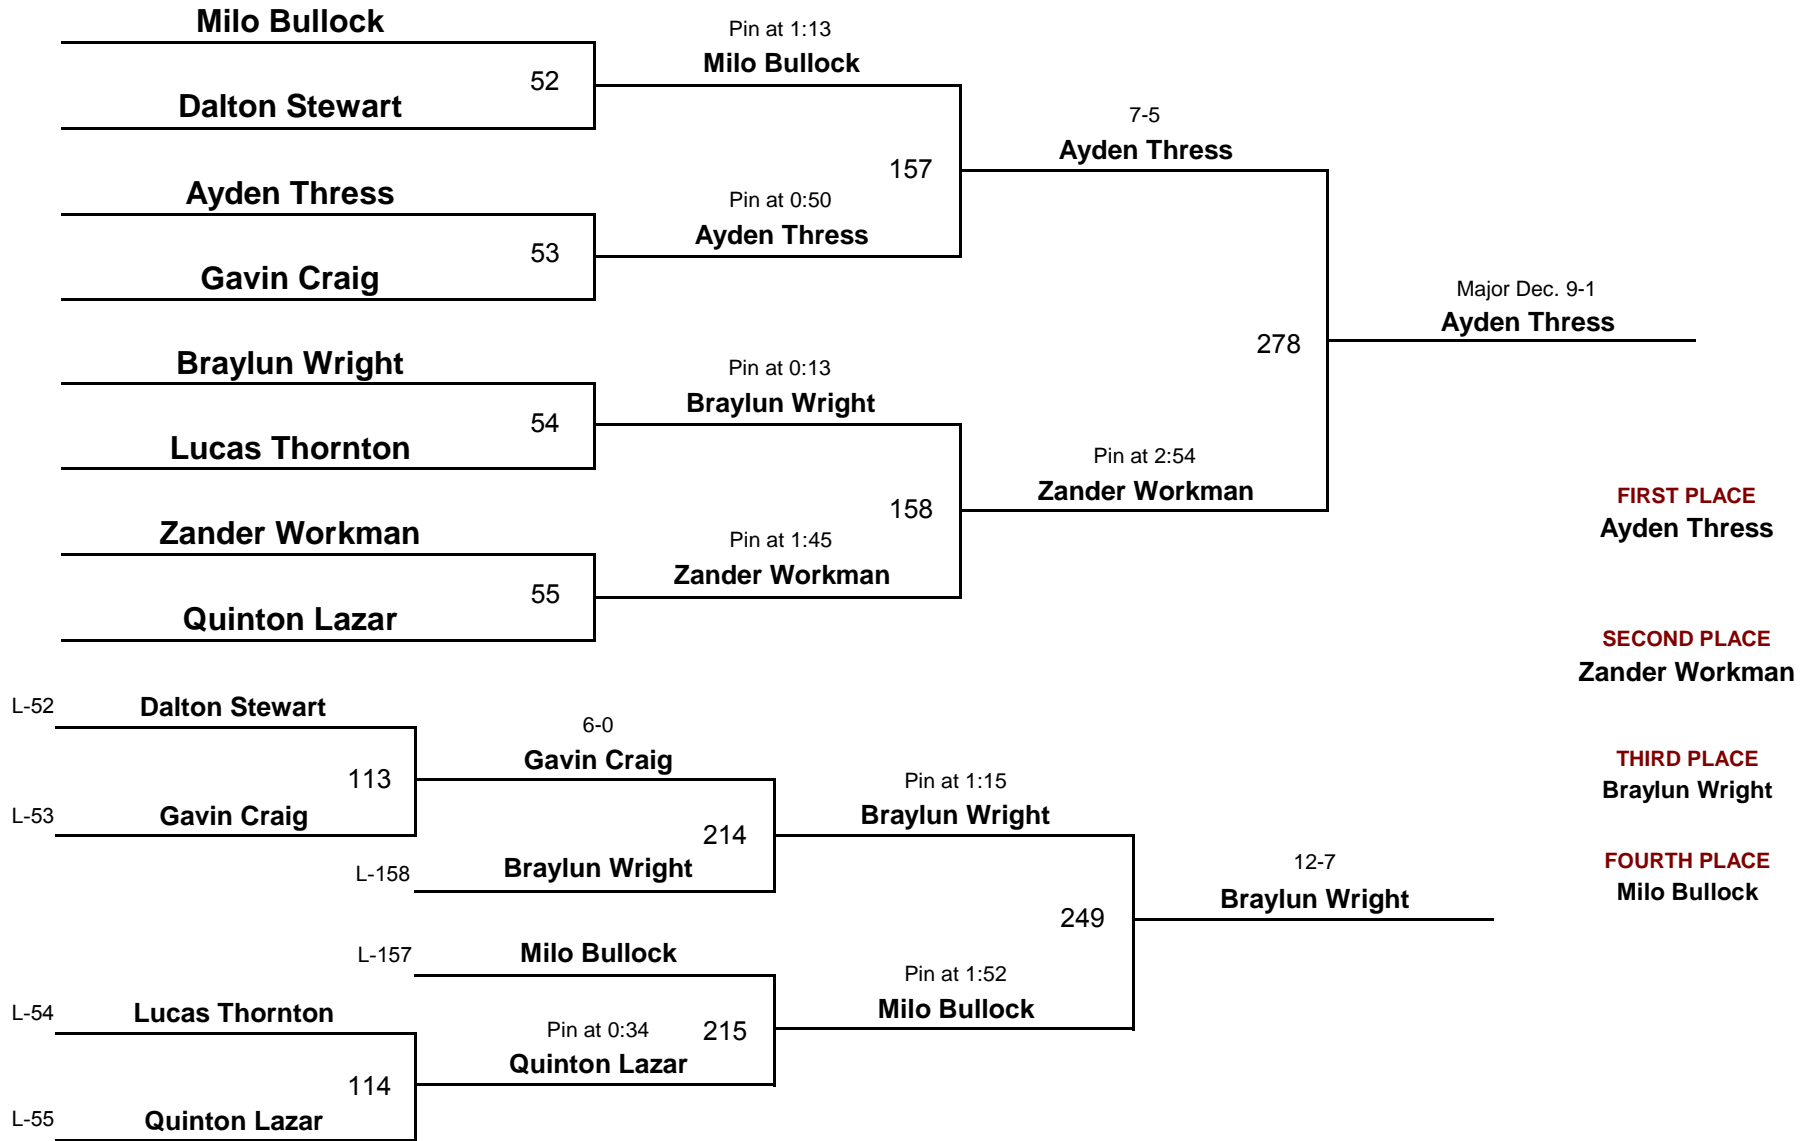 Milo Bullock
Pin at 1:13
Milo Bullock
52
Dalton Stewart
7-5
Ayden Thress
157
Ayden Thress
Pin at 0:50
Ayden Thress
53
Gavin Craig
Major Dec. 9-1
Ayden Thress
278
Braylun Wright
Pin at 0:13
Braylun Wright
54
Lucas Thornton
Pin at 2:54
Zander Workman
158
Zander Workman
Pin at 1:45
Zander Workman
55
Quinton Lazar
FIRST PLACE
Ayden Thress
SECOND PLACE
Zander Workman
THIRD PLACE
Braylun Wright
FOURTH PLACE
Milo Bullock
L-52 Dalton Stewart
6-0
Gavin Craig
113
L-53 Gavin Craig
Pin at 1:15
Braylun Wright
214
L-158 Braylun Wright
12-7
Braylun Wright
249
L-157 Milo Bullock
Pin at 1:52
Milo Bullock
L-54 Lucas Thornton
Pin at 0:34
215
Quinton Lazar
114
L-55 Quinton Lazar